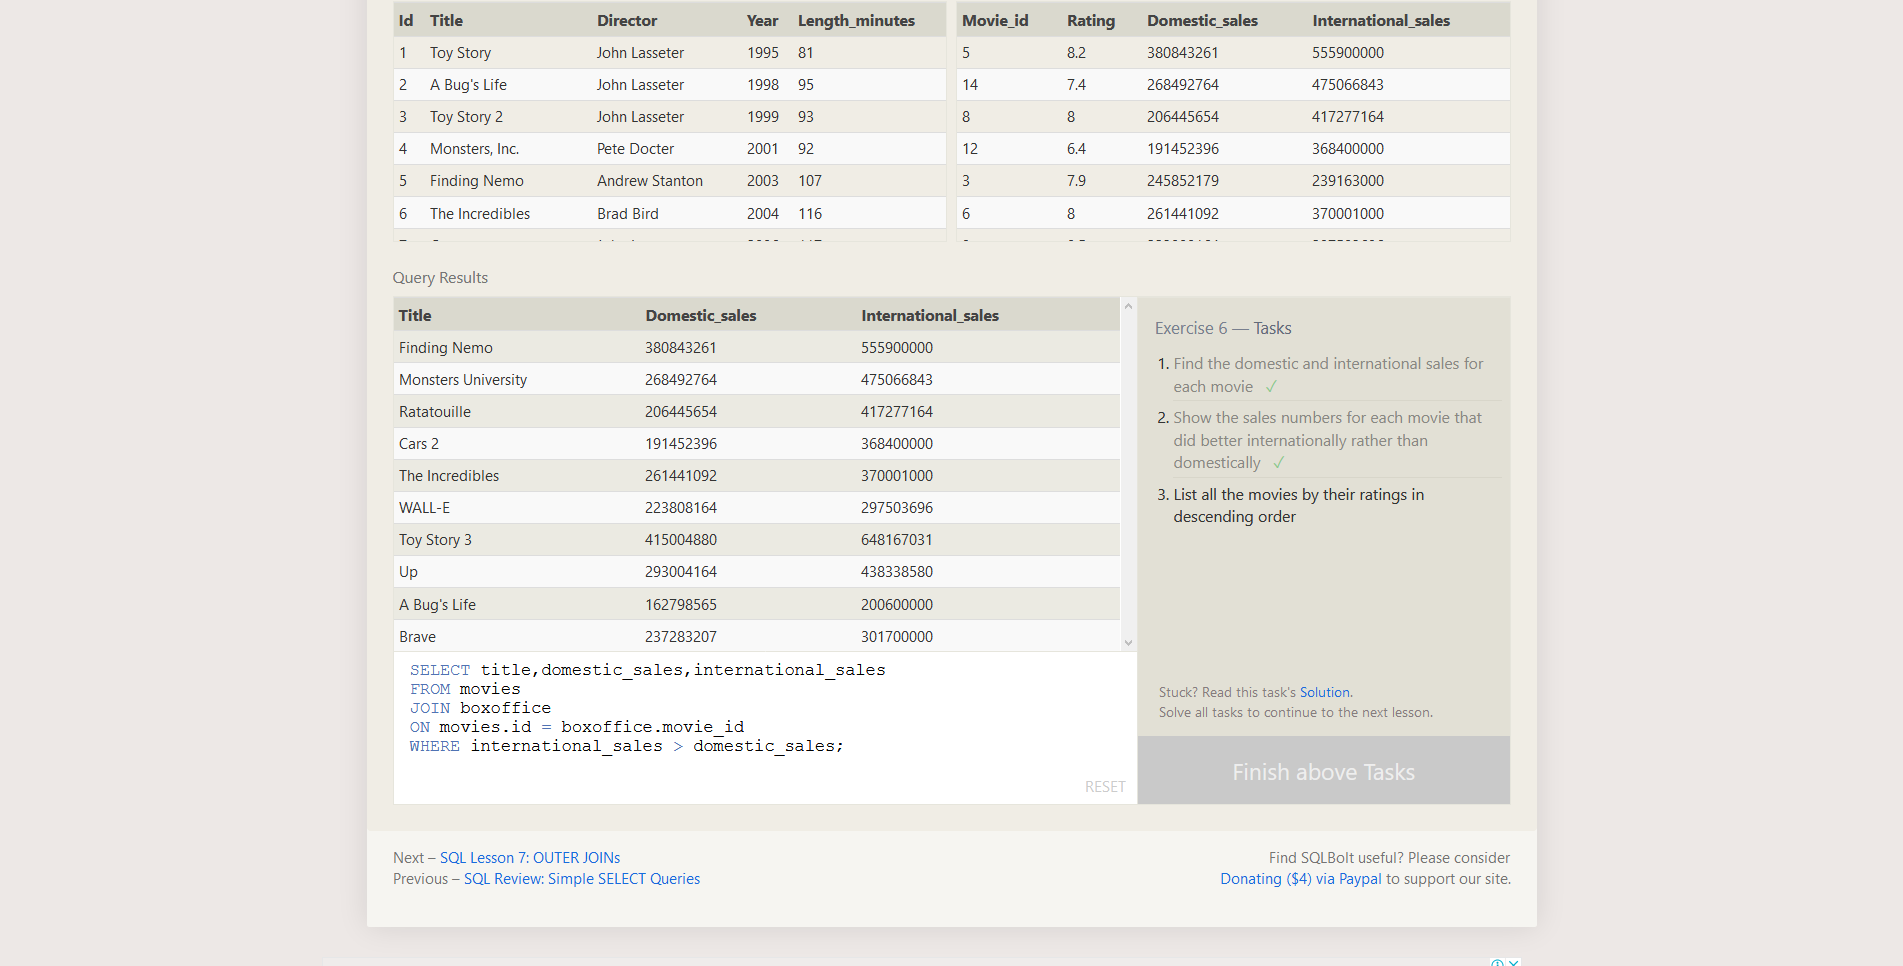 Id Title Director Year Length_minutes
1 Toy Story John Lasseter 1995 81
2 A Bug's Life John Lasseter 1998 95
3 Toy Story 2 John Lasseter 1999 93
4 Monsters, Inc. Pete Docter 2001 92
5 Finding Nemo Andrew Stanton 2003 107
6 The Incredibles Brad Bird 2004 116
Movie_id Rating Domestic_sales International_sales
5 8.2 380843261 555900000
14 7.4 268492764 475066843
8 8 206445654 417277164
12 6.4 191452396 368400000
3 7.9 245852179 239163000
6 8 261441092 370001000
Query Results
Title Domestic_sales International_sales
Finding Nemo 380843261 555900000
Monsters University 268492764 475066843
Ratatouille 206445654 417277164
Cars 2 191452396 368400000
The Incredibles 261441092 370001000
WALL-E 223808164 297503696
Toy Story 3 415004880 648167031
Up 293004164 438338580
A Bug's Life 162798565 200600000
Brave 237283207 301700000
SELECT title,domestic_sales,international_sales
FROM movies
JOIN boxoffice
ON movies.id = boxoffice.movie_id
WHERE international_sales > domestic_sales;
RESET
Exercise 6 — Tasks
1. Find the domestic and international sales for
each movie ✓
2. Show the sales numbers for each movie that
did better internationally rather than
domestically ✓
3. List all the movies by their ratings in
descending order
Stuck? Read this task's Solution.
Solve all tasks to continue to the next lesson.
Finish above Tasks
Next – SQL Lesson 7: OUTER JOINs
Previous – SQL Review: Simple SELECT Queries
Find SQLBolt useful? Please consider
Donating ($4) via Paypal to support our site.